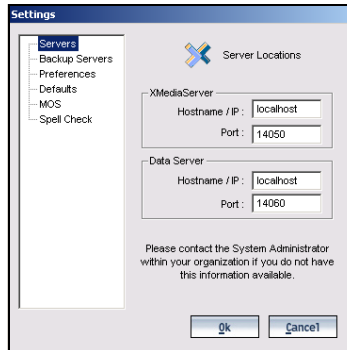 Settings
Servers
Backup Servers
Preferences
Defaults
MOS
Spell Check
Server Locations
XMediaServer
Hostname / IP : localhost
Port : 14050
Data Server
Hostname / IP : localhost
Port : 14060
Please contact the System Administrator
within your organization if you do not have
this information available.
Ok Cancel